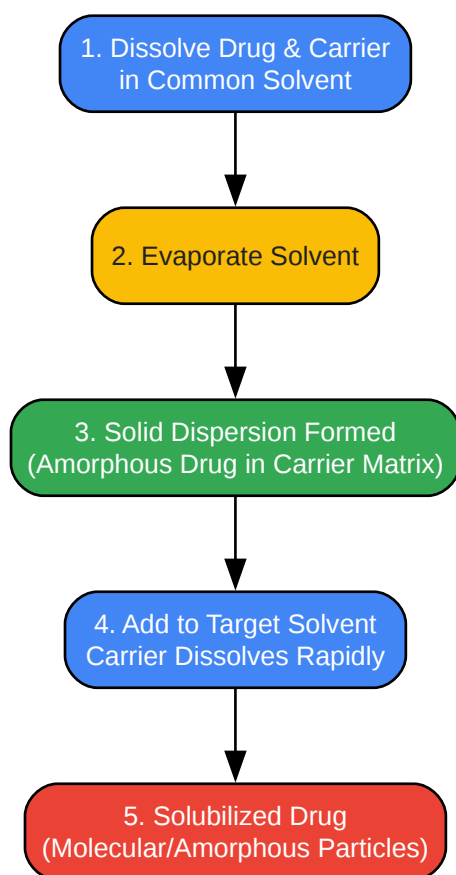 1. Dissolve Drug & Carrier
in Common Solvent
2. Evaporate Solvent
3. Solid Dispersion Formed
(Amorphous Drug in Carrier Matrix)
4. Add to Target Solvent
Carrier Dissolves Rapidly
5. Solubilized Drug
(Molecular/Amorphous Particles)